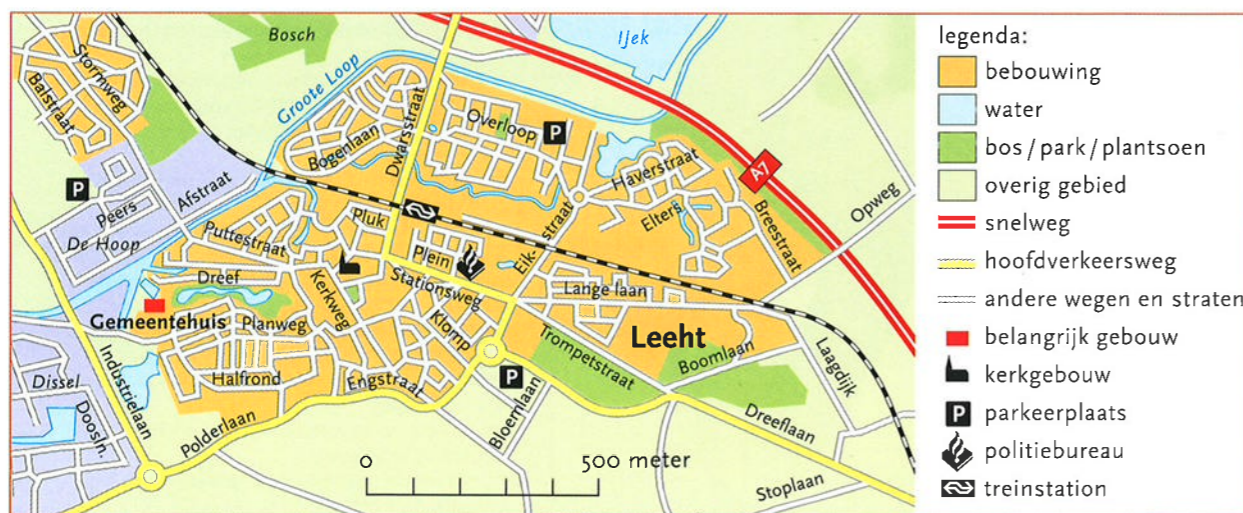 Stormweg
Balstraat
Bosch
IJek
Groote Loop
Dwarsstraat
Overloop
P
Bogenlaan
Haverstraat
A7
Afstraat
P
Peers
Pluk
Elters
Breestraat
Opweg
De Hoop
Puttestraat
Eik-
straat
Plein
Dreef
Kerkweg
Stationsweg
Lange laan
Gemeentehuis
Planweg
Klomp
Leeht
Trompetstraat
Boomlaan
Laagdijk
Dissel
Industrielaan
Halfrond
Engstraat
P
Doosln.
Polderlaan
Bloemlaan
Dreeflaan
0 500 meter
Stoplaan
legenda:
bebouwing
water
bos / park / plantsoen
overig gebied
snelweg
hoofdverkeersweg
andere wegen en straten
belangrijk gebouw
kerkgebouw
P parkeerplaats
politiebureau
treinstation